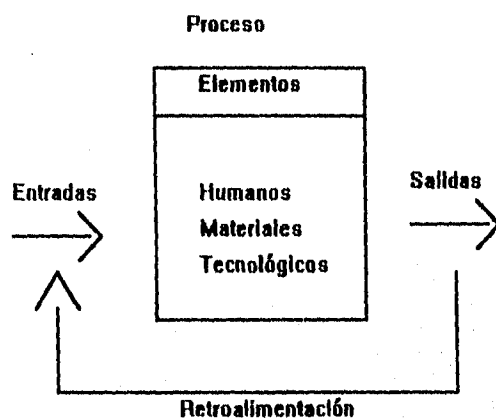 Proceso
Elementos
Entradas
Humanos
Materiales
Tecnológicos
Salidas
Retroalimentación